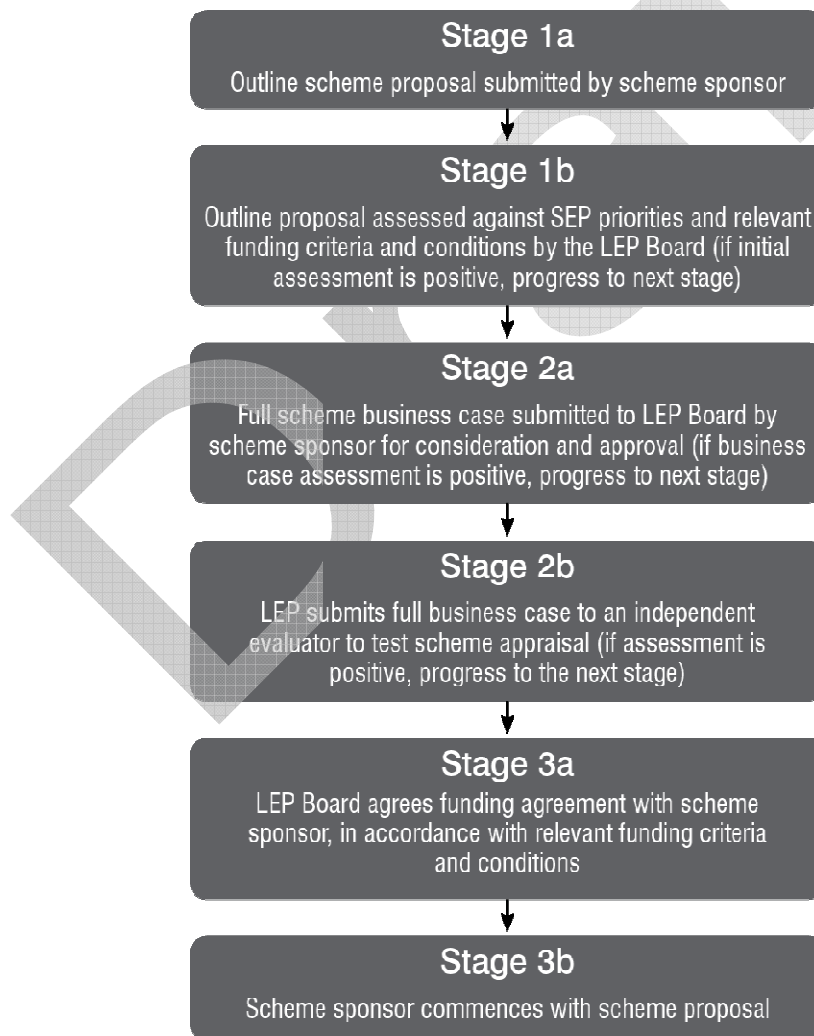 Stage 1a
Outline scheme proposal submitted by scheme sponsor
Stage 1b
Outline proposal assessed against SEP priorities and relevant
funding criteria and conditions by the LEP Board (if initial
assessment is positive, progress to next stage)
Stage 2a
Full scheme business case submitted to LEP Board by
scheme sponsor for consideration and approval (if business
case assessment is positive, progress to next stage)
Stage 2b
LEP submits full business case to an independent
evaluator to test scheme appraisal (if assessment is
positive, progress to the next stage)
Stage 3a
LEP Board agrees funding agreement with scheme
sponsor, in accordance with relevant funding criteria
and conditions
Stage 3b
Scheme sponsor commences with scheme proposal